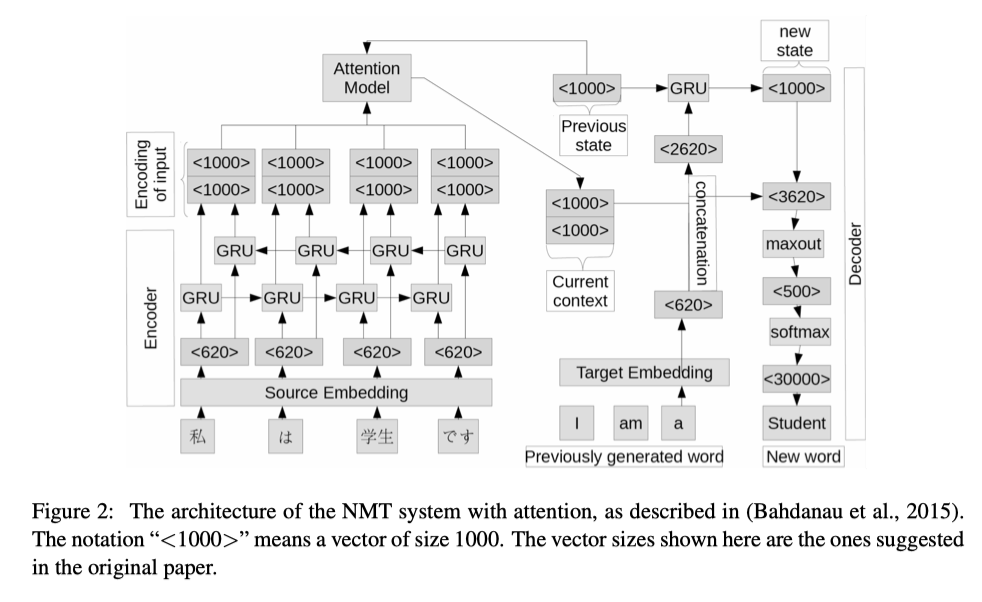 new
state
Attention
Model
<1000>
GRU
<1000>
Previous
state
<2620>
Encoding
of input
<1000> <1000> <1000> <1000>
<1000> <1000> <1000> <1000>
<1000>
<1000>
concatenation
<3620>
Current
context
maxout
Decoder
Encoder
GRU GRU GRU GRU
GRU GRU GRU GRU
<620>
<500>
softmax
<620> <620> <620> <620>
Target Embedding
<30000>
Source Embedding
私 は 学生 です
I am a
Student
Previously generated word
New word
Figure 2: The architecture of the NMT system with attention, as described in (Bahdanau et al., 2015).
The notation “<1000>” means a vector of size 1000. The vector sizes shown here are the ones suggested
in the original paper.